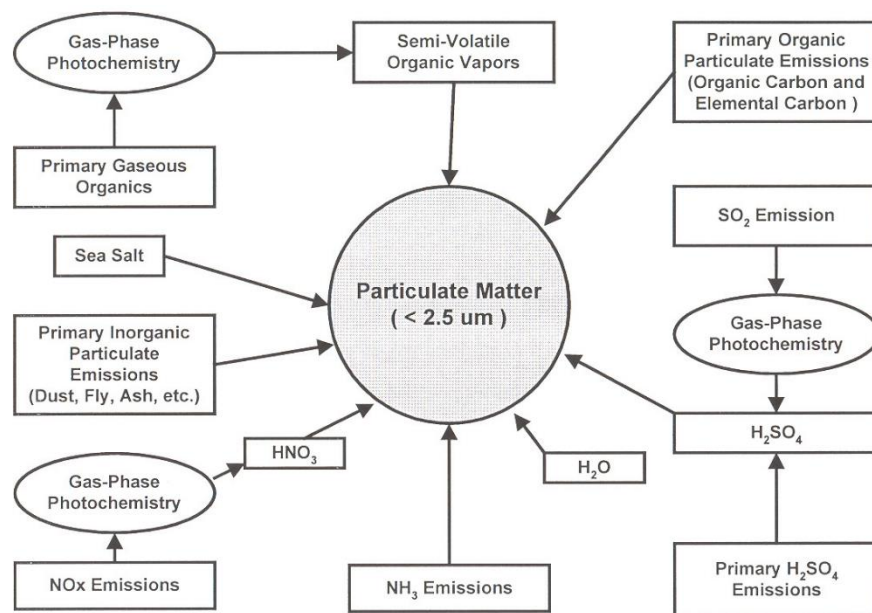 Gas-Phase
Photochemistry
Semi-Volatile
Organic Vapors
Primary Organic
Particulate Emissions
(Organic Carbon and
Elemental Carbon )
Primary Gaseous
Organics
SO₂ Emission
Sea Salt
Particulate Matter
( < 2.5 um )
Gas-Phase
Photochemistry
Primary Inorganic
Particulate
Emissions
(Dust, Fly, Ash, etc.)
HNO₃
H₂SO₄
H₂O
Gas-Phase
Photochemistry
NOx Emissions
NH₃ Emissions
Primary H₂SO₄
Emissions